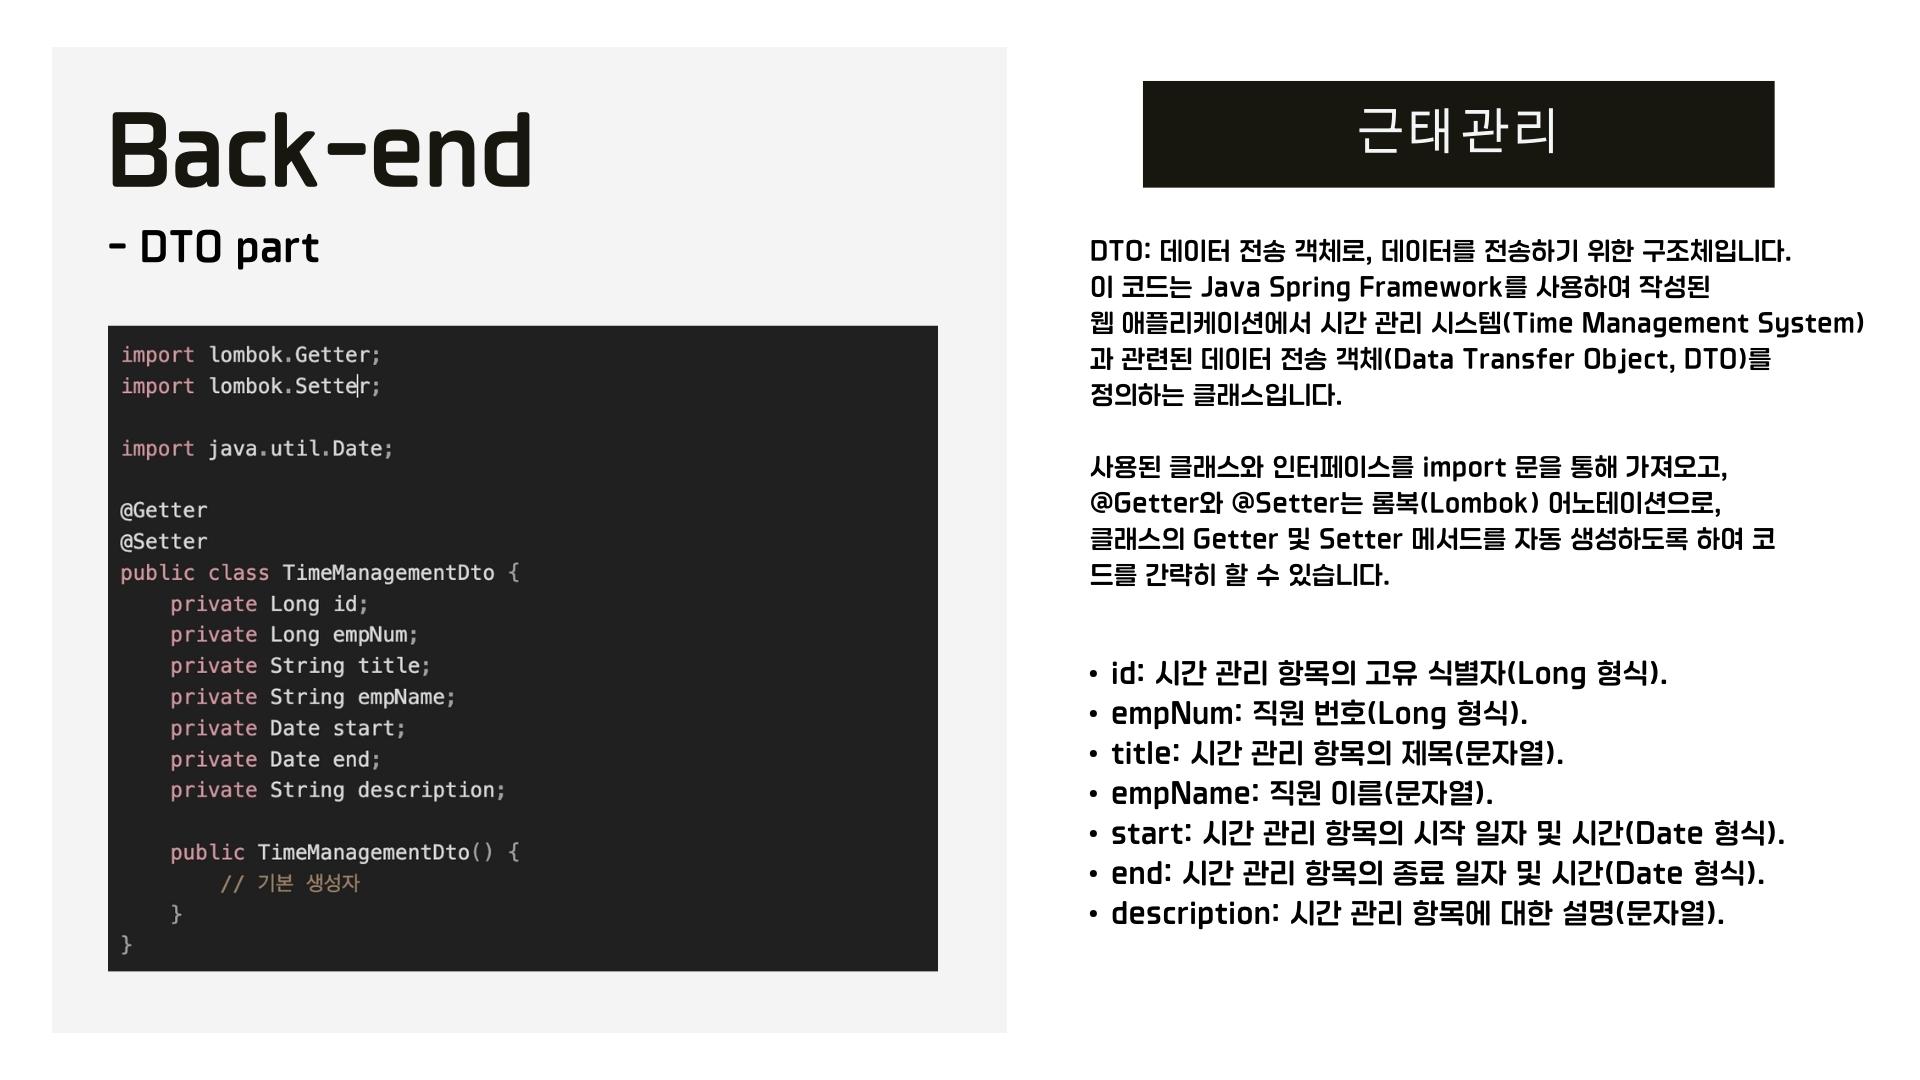 Back-end
- DTO part
import lombok.Getter;
import lombok.Setter;
import java.util.Date;
@Getter
@Setter
public class TimeManagementDto {
    private Long id;
    private Long empNum;
    private String title;
    private String empName;
    private Date start;
    private Date end;
    private String description;
    public TimeManagementDto() {
        // 기본 생성자
    }
}
근태관리
DTO: 데이터 전송 객체로, 데이터를 전송하기 위한 구조체입니다.
이 코드는 Java Spring Framework를 사용하여 작성된
웹 애플리케이션에서 시간 관리 시스템(Time Management System)
과 관련된 데이터 전송 객체(Data Transfer Object, DTO)를
정의하는 클래스입니다.
사용된 클래스와 인터페이스를 import 문을 통해 가져오고,
@Getter와 @Setter는 롬복(Lombok) 어노테이션으로,
클래스의 Getter 및 Setter 메서드를 자동 생성하도록 하여 코
드를 간략히 할 수 있습니다.
• id: 시간 관리 항목의 고유 식별자(Long 형식).
• empNum: 직원 번호(Long 형식).
• title: 시간 관리 항목의 제목(문자열).
• empName: 직원 이름(문자열).
• start: 시간 관리 항목의 시작 일자 및 시간(Date 형식).
• end: 시간 관리 항목의 종료 일자 및 시간(Date 형식).
• description: 시간 관리 항목에 대한 설명(문자열).